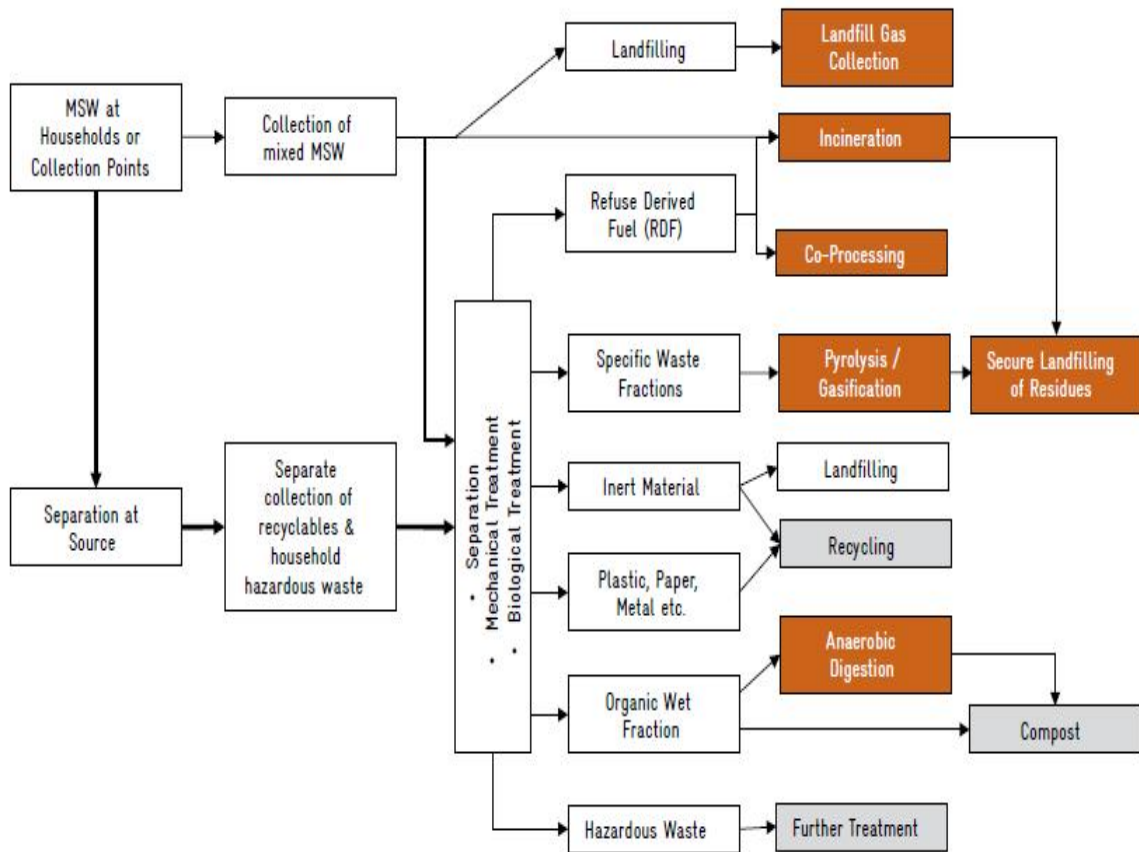 Landfilling
Landfill Gas
Collection
MSW at
Households or
Collection Points
Collection of
mixed MSW
Incineration
Refuse Derived
Fuel (RDF)
Co-Processing
Specific Waste
Fractions
Pyrolysis /
Gasification
Secure Landfilling
of Residues
Separation at
Source
Separate
collection of
recyclables &
household
hazardous waste
• Separation
• Mechanical Treatment
• Biological Treatment
Inert Material
Landfilling
Recycling
Plastic, Paper,
Metal etc.
Anaerobic
Digestion
Organic Wet
Fraction
Compost
Hazardous Waste
Further Treatment